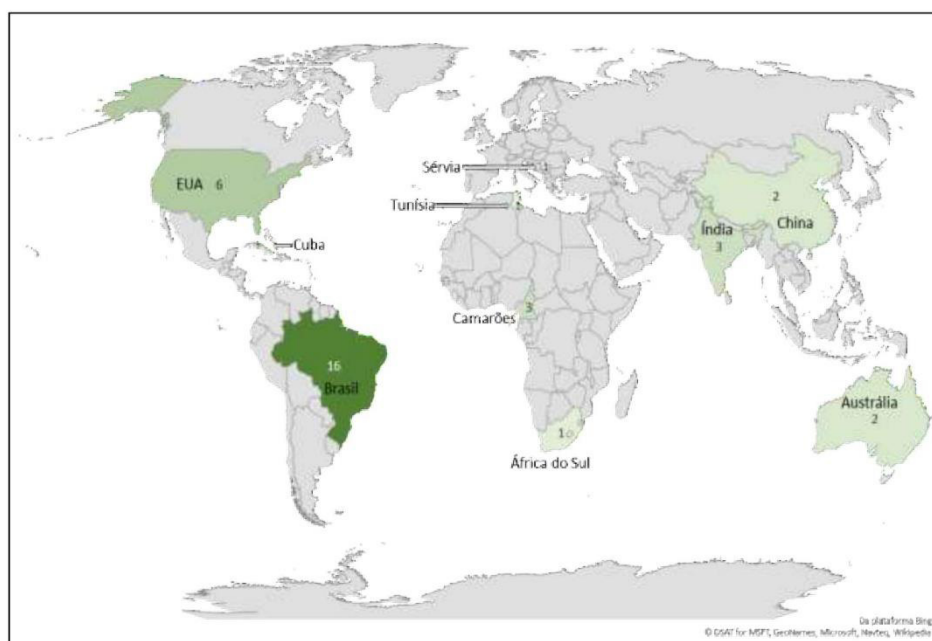 EUA 6
Sérvia
1
Tunísia
Cuba
2
China
Índia
3
3
Camarões
16
Brasil
Austrália
2
1
África do Sul
Da plataforma Bing
© DSAT for MSFT, GeoNames, Microsoft, Navteq, Wikipedia